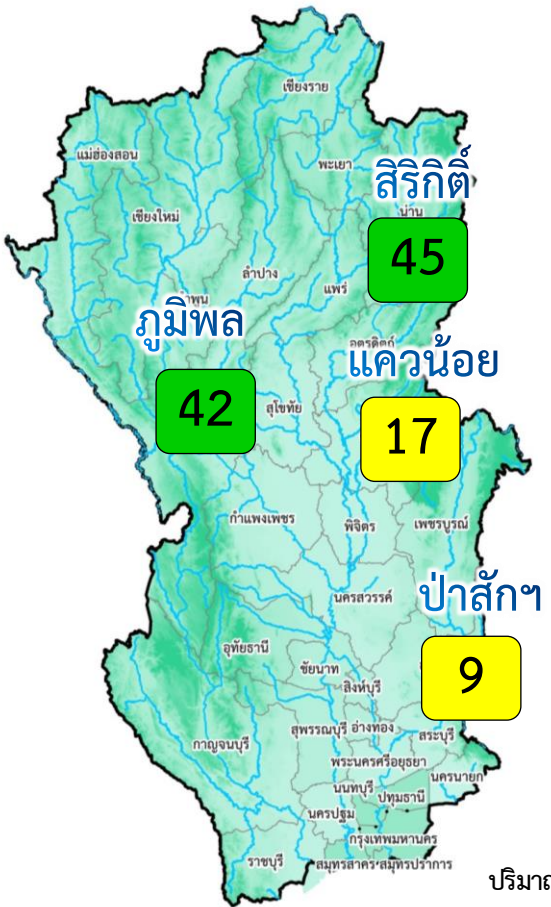 เชียงราย
แม่ฮ่องสอน
พะเยา
สิริกิติ์
น่าน
เชียงใหม่
45
ลำปาง
แพร่
ภูมิพล
อุตรดิตถ์
แควน้อย
42
สุโขทัย
17
กำแพงเพชร
พิจิตร
เพชรบูรณ์
นครสวรรค์
ป่าสักฯ
อุทัยธานี
ชัยนาท
9
สิงห์บุรี
สุพรรณบุรี อ่างทอง
สระบุรี
กาญจนบุรี
พระนครศรีอยุธยา
นครนายก
นนทบุรี
ปทุมธานี
นครปฐม
กรุงเทพมหานคร
ราชบุรี
สมุทรสาคร สมุทรปราการ